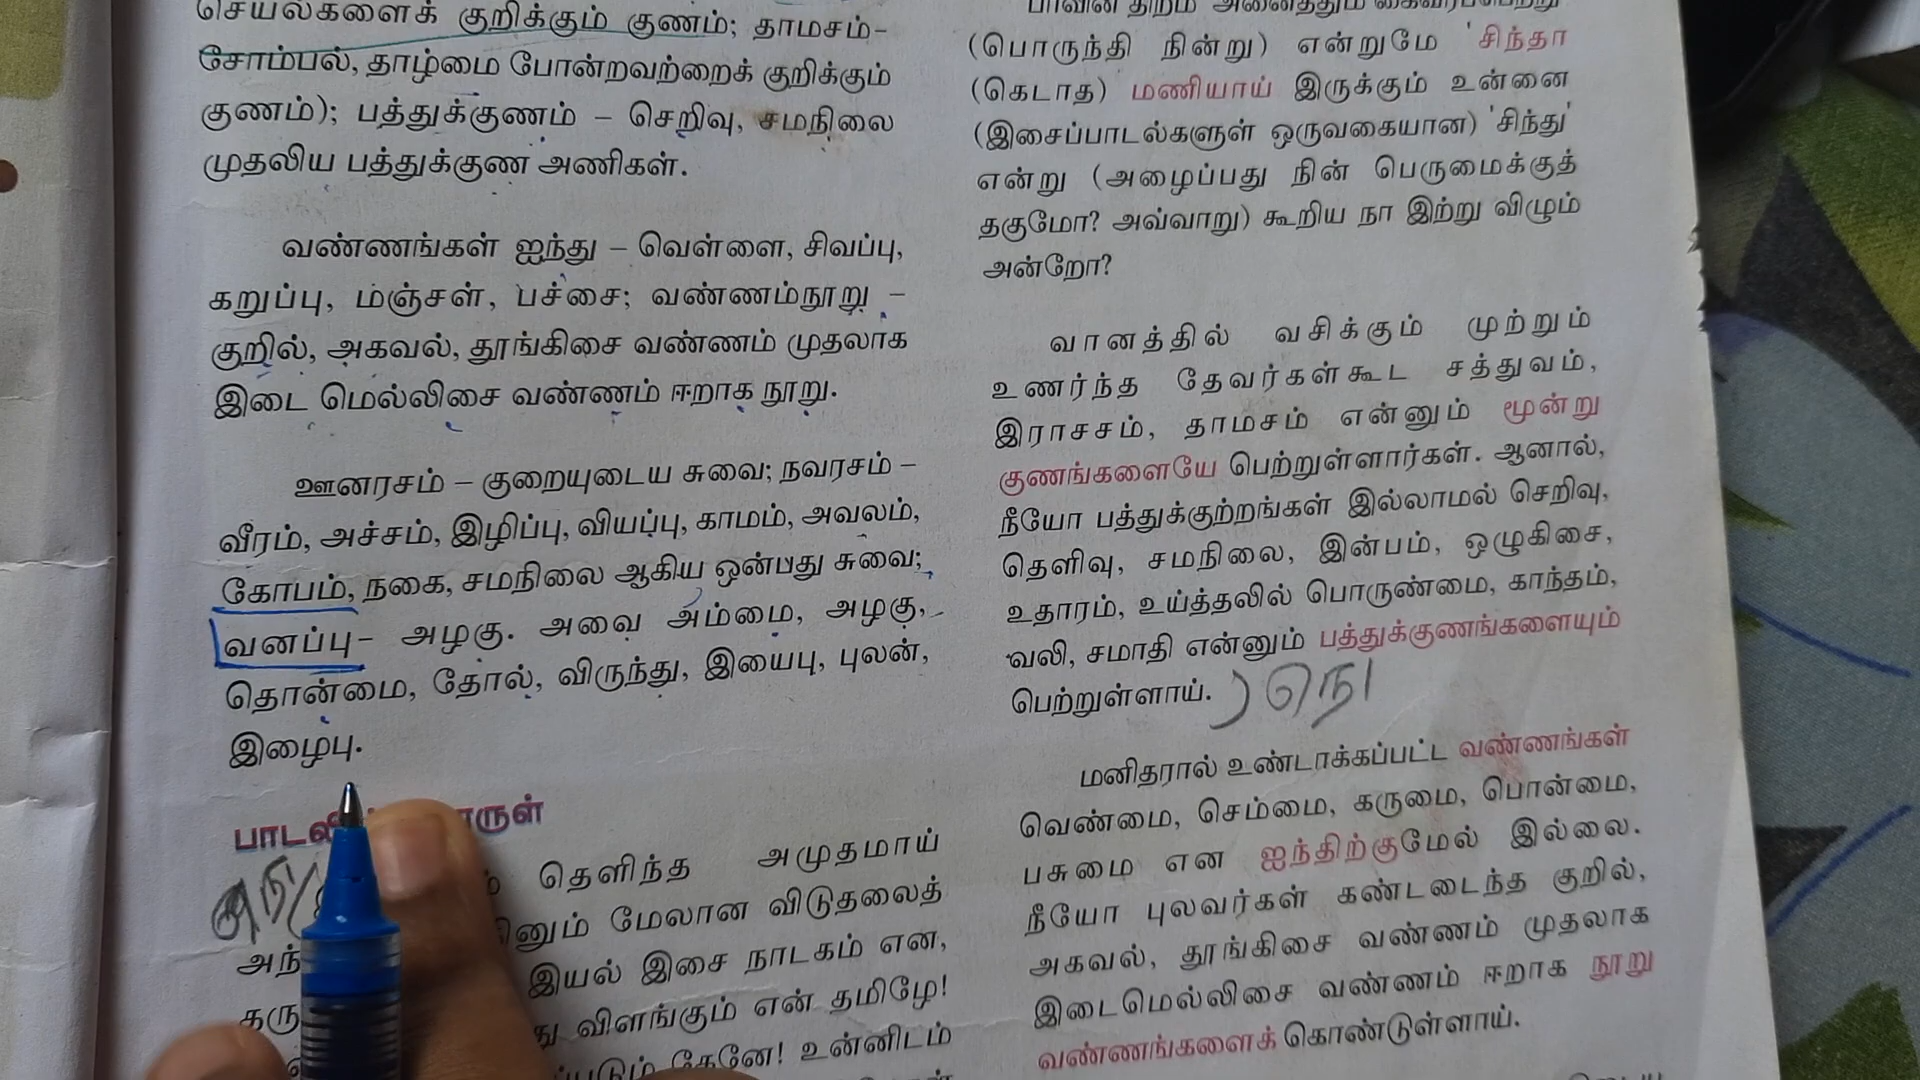 செயல்களைக் குறிக்கும் குணம்; தாமசம்-
சோம்பல், தாழ்மை போன்றவற்றைக் குறிக்கும்
குணம்); பத்துக்குணம் – செறிவு, சமநிலை
முதலிய பத்துக்குண அணிகள்.
வண்ணங்கள் ஐந்து – வெள்ளை, சிவப்பு,
கறுப்பு, மஞ்சள், பச்சை; வண்ணம்நூறு –
குறில், அகவல், தூங்கிசை வண்ணம் முதலாக
இடை மெல்லிசை வண்ணம் ஈறாக நூறு.
ஊனரசம் – குறையுடைய சுவை; நவரசம் –
வீரம், அச்சம், இழிப்பு, வியப்பு, காமம், அவலம்,
கோபம், நகை, சமநிலை ஆகிய ஒன்பது சுவை;
வனப்பு- அழகு. அவை அம்மை, அழகு,
தொன்மை, தோல், விருந்து, இயைபு, புலன்,
இழைபு.
தெளிந்த அமுதமாய்
மேலான விடுதலைத்
இயல் இசை நாடகம் என,
விளங்கும் என் தமிழே!
தேனே! உன்னிடம்
(பொருந்தி நின்று) என்றுமே 'சிந்தா
(கெடாத) மணியாய் இருக்கும் உன்னை
(இசைப்பாடல்களுள் ஒருவகையான) 'சிந்து'
என்று (அழைப்பது நின் பெருமைக்குத்
தகுமோ? அவ்வாறு) கூறிய நா இற்று விழும்
அன்றோ?
வானத்தில் வசிக்கும் முற்றும்
உணர்ந்த தேவர்கள்கூட சத்துவம்,
இராசசம், தாமசம் என்னும் மூன்று
குணங்களையே பெற்றுள்ளார்கள். ஆனால்,
நீயோ பத்துக்குற்றங்கள் இல்லாமல் செறிவு,
தெளிவு, சமநிலை, இன்பம், ஒழுகிசை,
உதாரம், உய்த்தலில் பொருண்மை, காந்தம்,
வலி, சமாதி என்னும் பத்துக்குணங்களையும்
பெற்றுள்ளாய்.
மனிதரால் உண்டாக்கப்பட்ட வண்ணங்கள்
வெண்மை, செம்மை, கருமை, பொன்மை,
பசுமை என ஐந்திற்குமேல் இல்லை.
நீயோ புலவர்கள் கண்டடைந்த குறில்,
அகவல், தூங்கிசை வண்ணம் முதலாக
இடைமெல்லிசை வண்ணம் ஈறாக நூறு
வண்ணங்களைக் கொண்டுள்ளாய்.